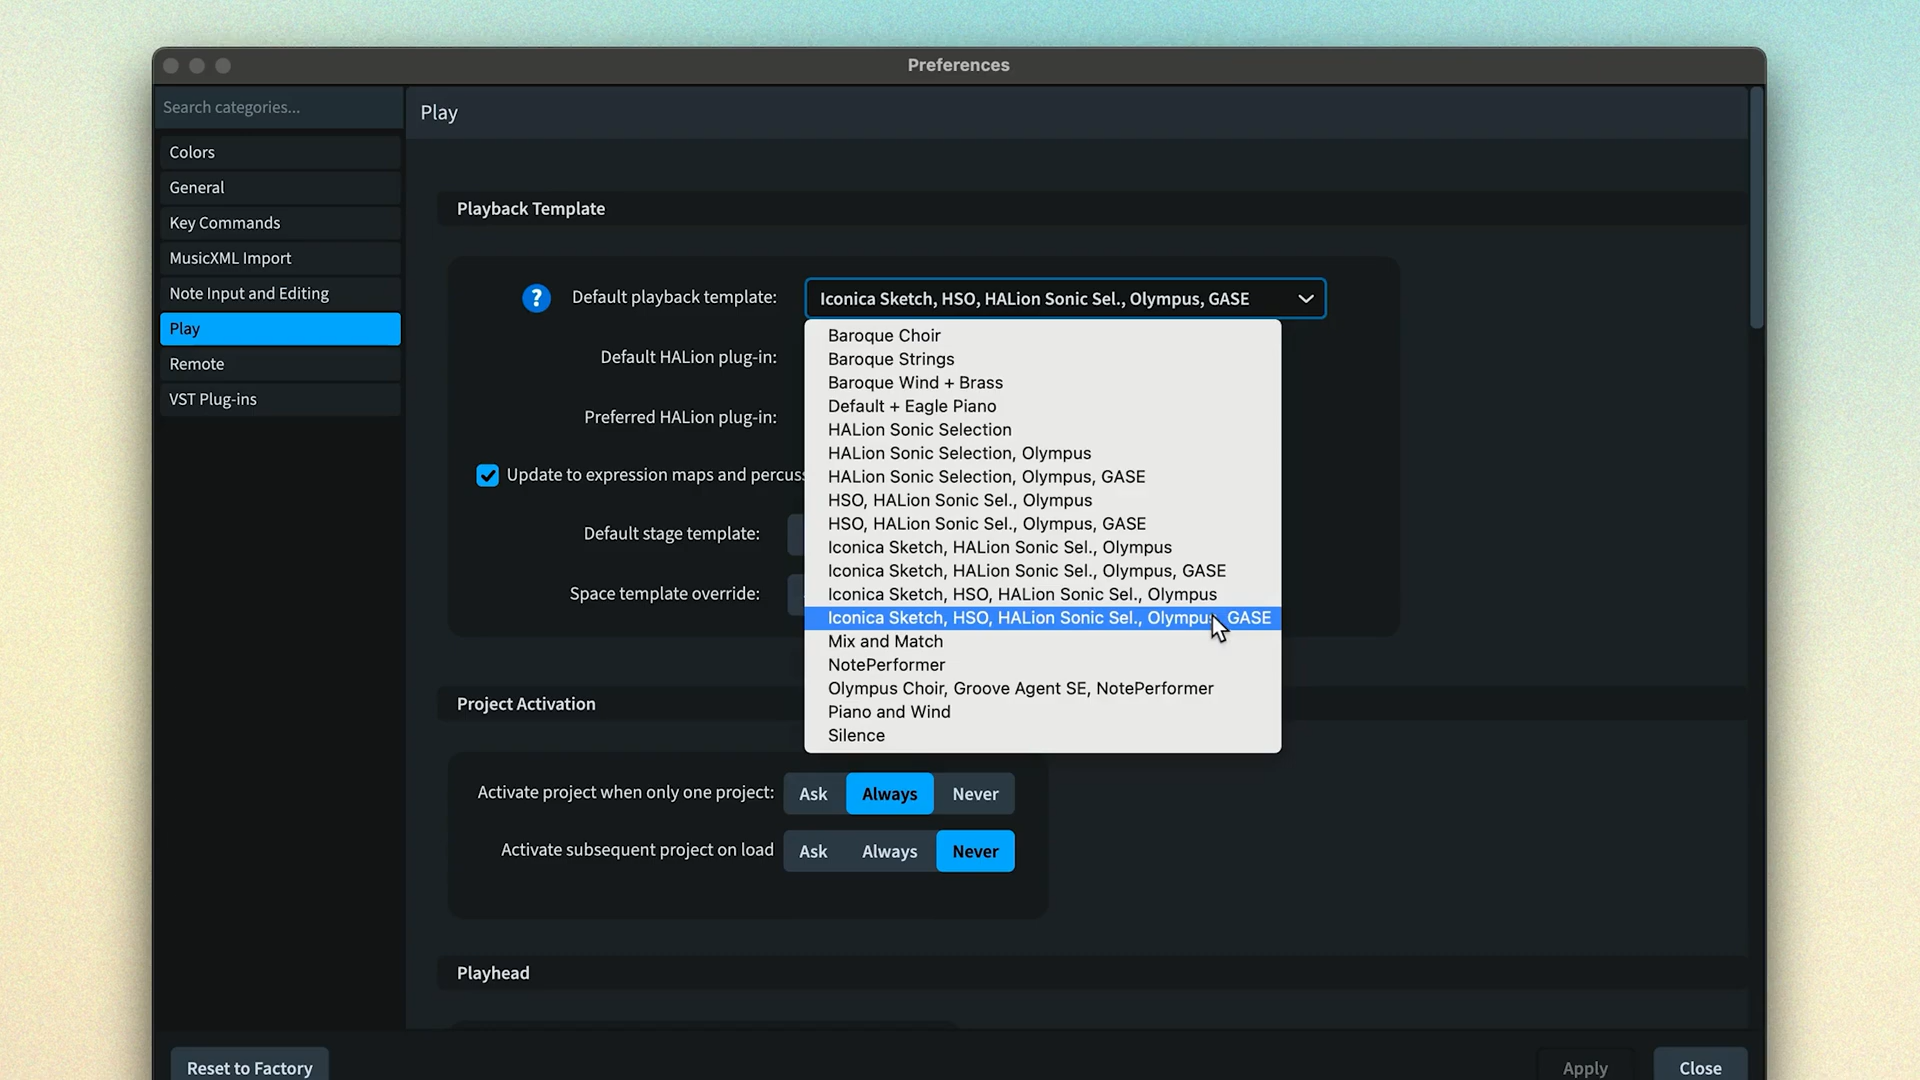 Preferences
Search categories...
Play
Colors
General
Key Commands
MusicXML Import
Note Input and Editing
Play
Remote
VST Plug-ins
Playback Template
Default playback template:
Iconica Sketch, HSO, HALion Sonic Sel., Olympus, GASE
Default HALion plug-in:
Preferred HALion plug-in:
Update to expression maps and percuss
Default stage template:
Space template override:
Baroque Choir
Baroque Strings
Baroque Wind + Brass
Default + Eagle Piano
HALion Sonic Selection
HALion Sonic Selection, Olympus
HALion Sonic Selection, Olympus, GASE
HSO, HALion Sonic Sel., Olympus
HSO, HALion Sonic Sel., Olympus, GASE
Iconica Sketch, HALion Sonic Sel., Olympus
Iconica Sketch, HALion Sonic Sel., Olympus, GASE
Iconica Sketch, HSO, HALion Sonic Sel., Olympus
Iconica Sketch, HSO, HALion Sonic Sel., Olympus, GASE
Mix and Match
NotePerformer
Olympus Choir, Groove Agent SE, NotePerformer
Piano and Wind
Silence
Project Activation
Activate project when only one project: Ask Always Never
Activate subsequent project on load Ask Always Never
Playhead
Reset to Factory
Apply
Close